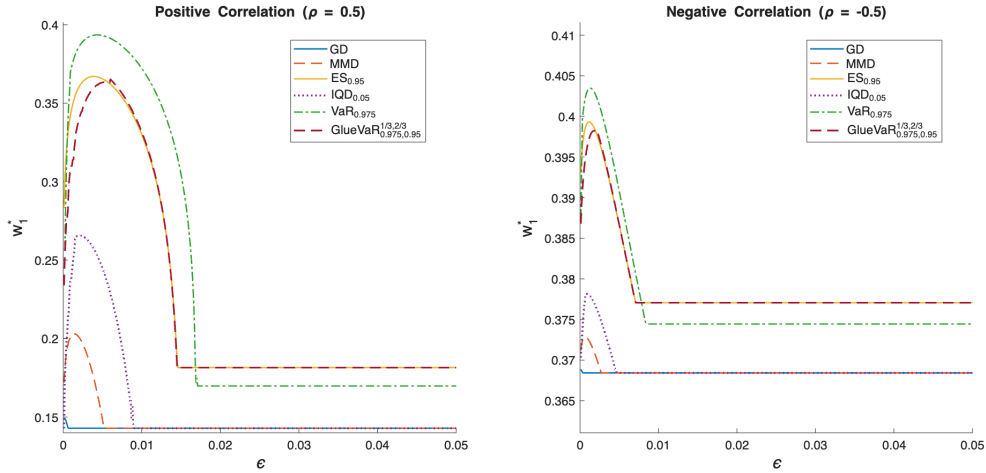 Positive Correlation (ρ = 0.5)
0.4
0.35
0.3
0.25
0.2
0.15
w₁*
GD
MMD
ES₀.₉₅
IQD₀.₀₅
VaR₀.₉₇₅
GlueVaR₀.₉₇₅,₀.₉₅^1/3,2/3
0
0.01
0.02
0.03
0.04
0.05
ϵ
Negative Correlation (ρ = -0.5)
0.41
0.405
0.4
0.395
0.39
0.385
0.38
0.375
0.37
0.365
w₁*
GD
MMD
ES₀.₉₅
IQD₀.₀₅
VaR₀.₉₇₅
GlueVaR₀.₉₇₅,₀.₉₅^1/3,2/3
0
0.01
0.02
0.03
0.04
0.05
ϵ